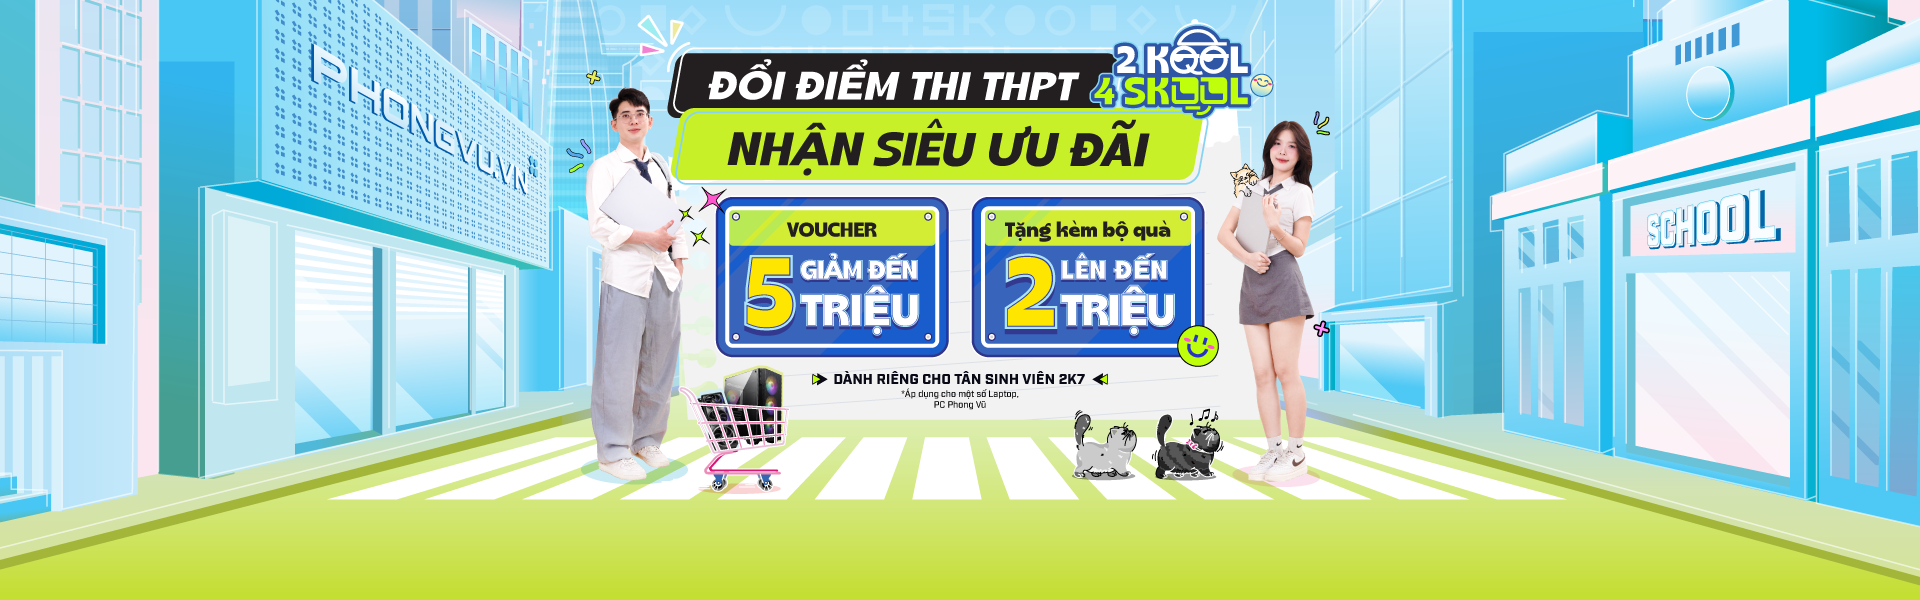 PHONGVU.VN
ĐỔI ĐIỂM THI THPT
2 KOOL
4 SKOOL
NHẬN SIÊU ƯU ĐÃI
VOUCHER
5 GIẢM ĐẾN
TRIỆU
Tặng kèm bộ quà
2 LÊN ĐẾN
TRIỆU
DÀNH RIÊNG CHO TÂN SINH VIÊN 2K7
*Áp dụng cho một số Laptop,
PC Phong Vũ
SCHOOL